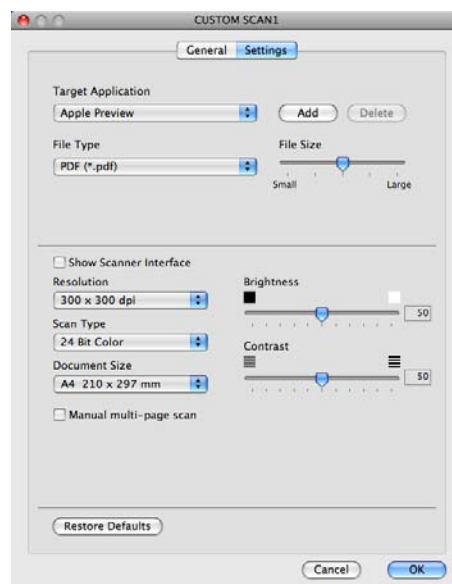 CUSTOM SCAN1
General Settings
Target Application
Apple Preview Add Delete
File Type File Size
PDF (*.pdf)
Small Large
Show Scanner Interface
Resolution Brightness
300 x 300 dpi 50
Scan Type
24 Bit Color Contrast
Document Size
A4 210 x 297 mm 50
Manual multi-page scan
Restore Defaults
Cancel OK